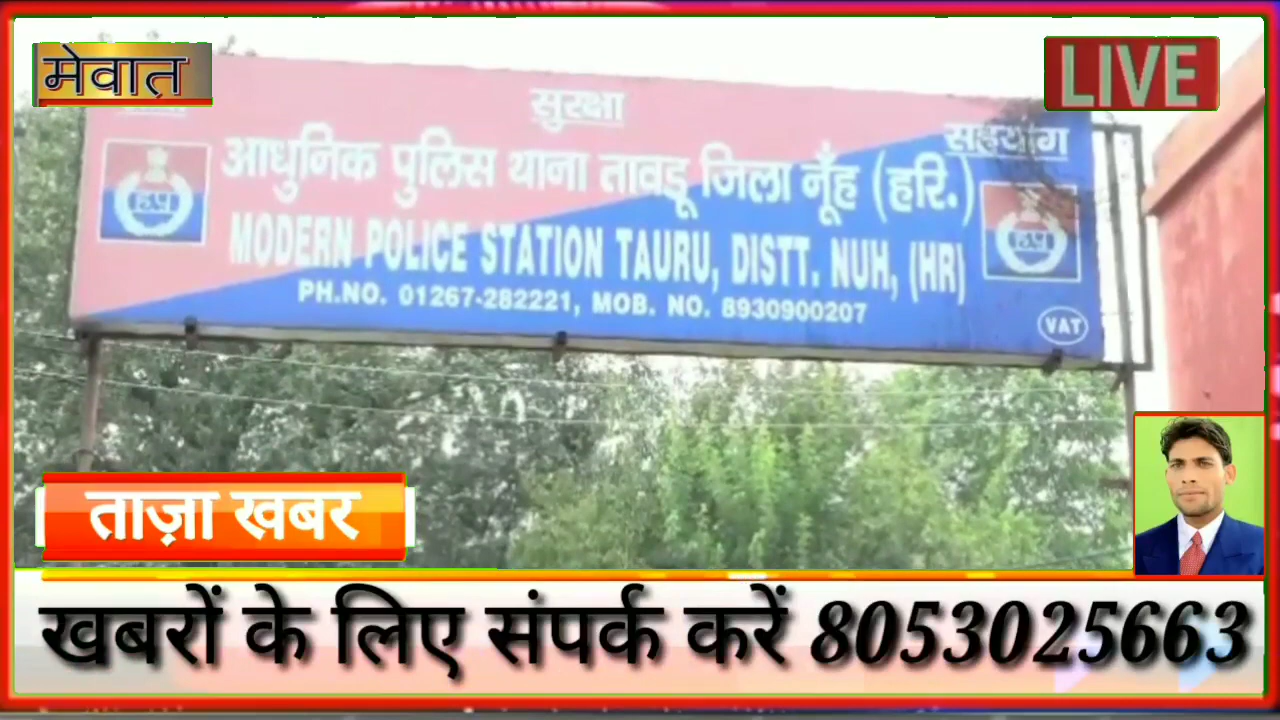 मेवात
LIVE
सुरक्षा
सहयोग
आधुनिक पुलिस थाना तावडू जिला नूँह (हरि.)
MODERN POLICE STATION TAURU, DISTT. NUH, (HR)
PH.NO. 01267-282221, MOB. NO. 8930900207
VAT
ताज़ा खबर
खबरों के लिए संपर्क करें 8053025663